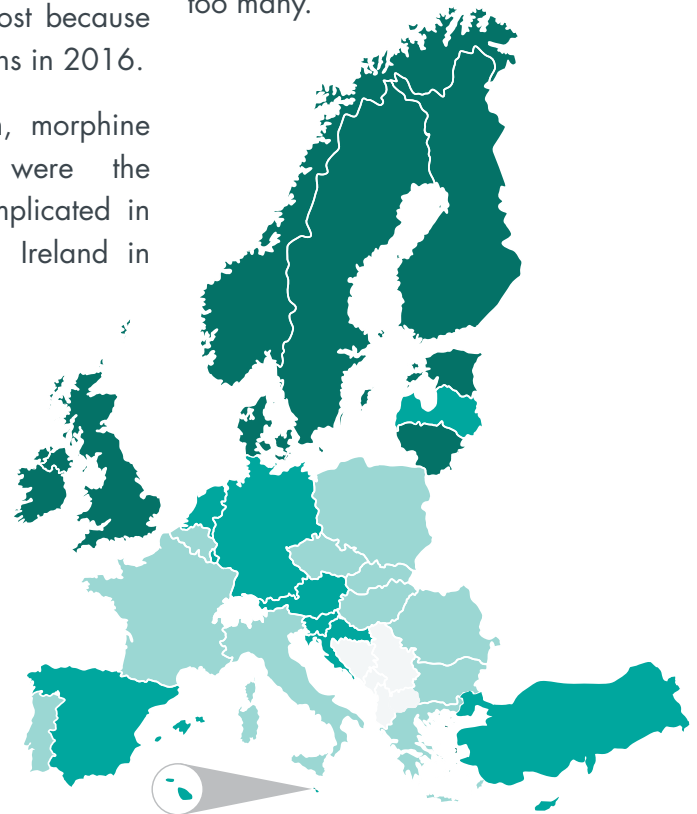 ost because
ns in 2016.
, morphine
were the
nplicated in
Ireland in
too many.